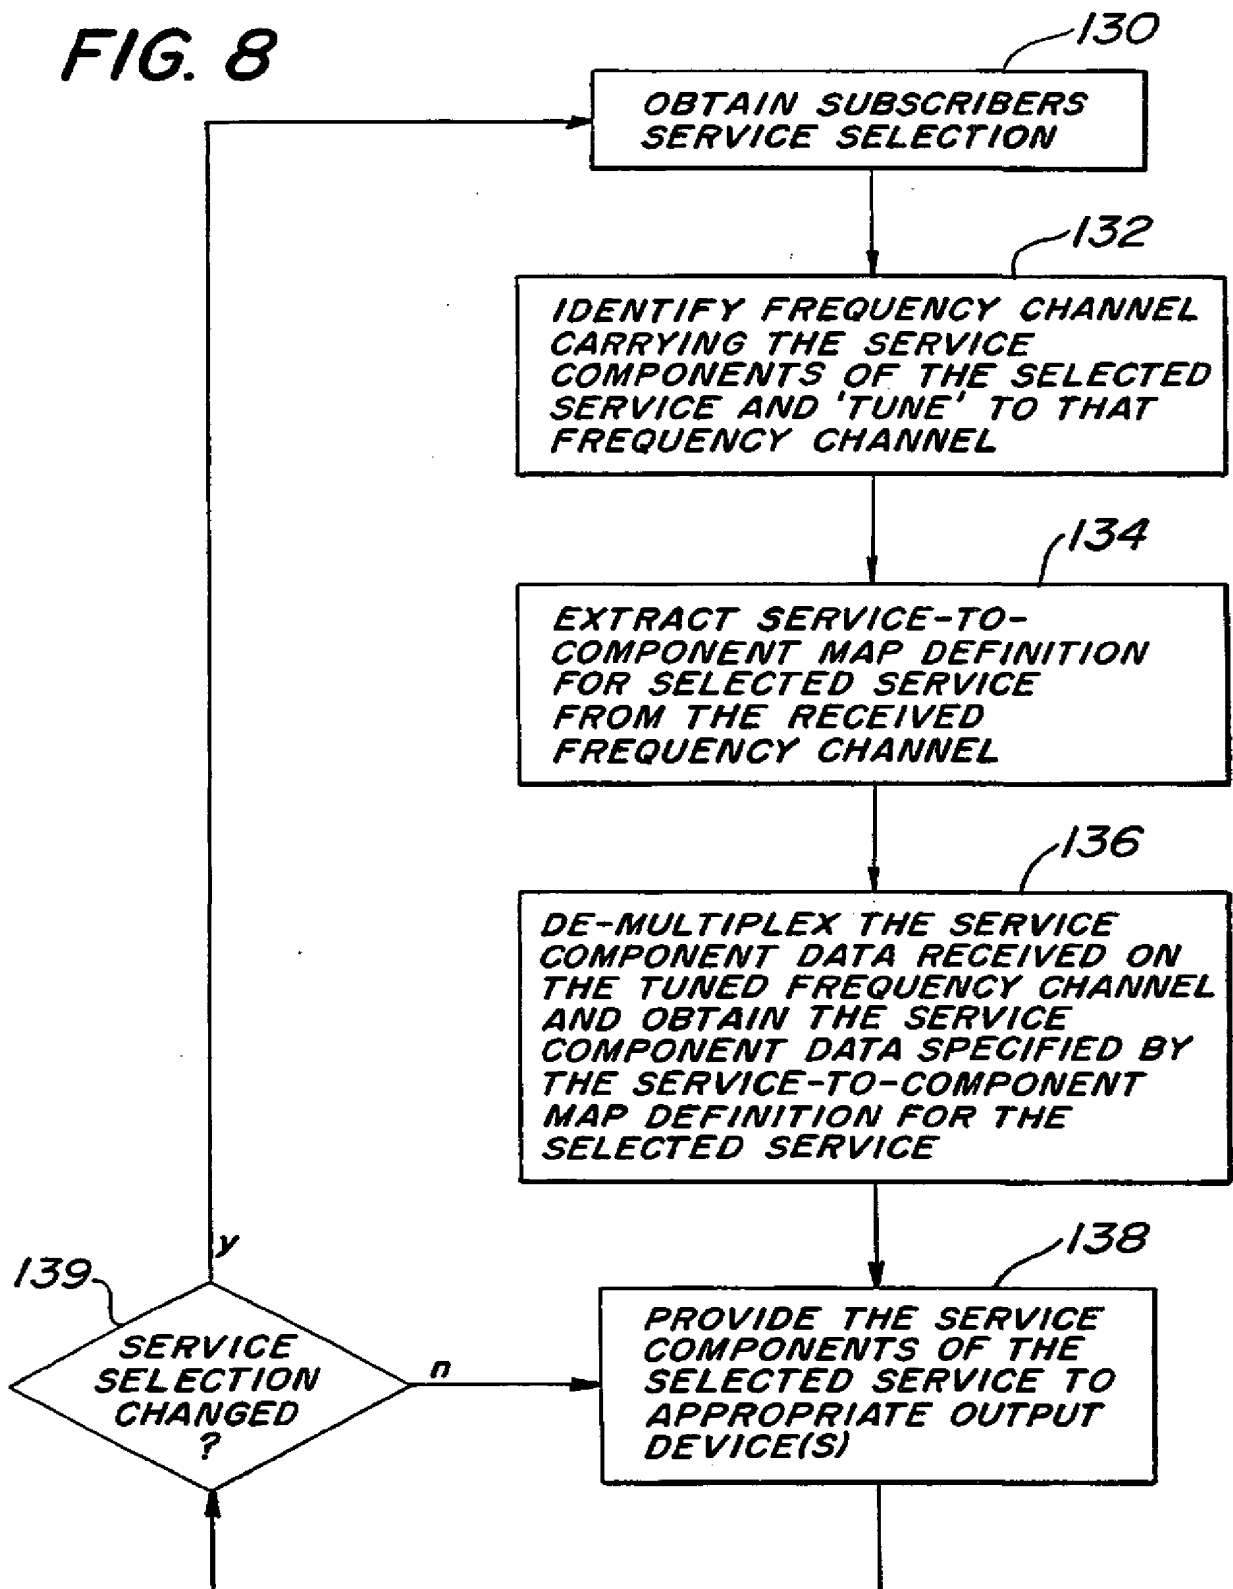 FIG. 8
130
OBTAIN SUBSCRIBERS
SERVICE SELECTION
132
IDENTIFY FREQUENCY CHANNEL
CARRYING THE SERVICE
COMPONENTS OF THE SELECTED
SERVICE AND 'TUNE' TO THAT
FREQUENCY CHANNEL
134
EXTRACT SERVICE-TO-
COMPONENT MAP DEFINITION
FOR SELECTED SERVICE
FROM THE RECEIVED
FREQUENCY CHANNEL
136
DE-MULTIPLEX THE SERVICE
COMPONENT DATA RECEIVED ON
THE TUNED FREQUENCY CHANNEL
AND OBTAIN THE SERVICE
COMPONENT DATA SPECIFIED BY
THE SERVICE-TO-COMPONENT
MAP DEFINITION FOR THE
SELECTED SERVICE
138
PROVIDE THE SERVICE
COMPONENTS OF THE
SELECTED SERVICE TO
APPROPRIATE OUTPUT
DEVICE(S)
139
y
SERVICE
SELECTION
CHANGED
?
n